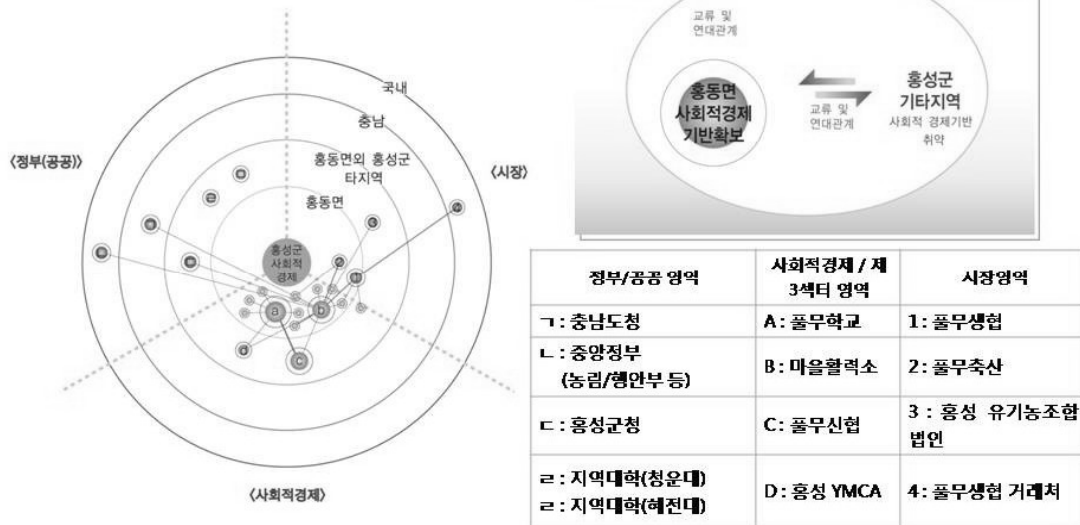 국내
충남
홍동면외 홍성군
타지역
홍동면
<정부(공공)>
<시장>
홍성군
사회적
경제
a
b
c
d
<사회적경제>
교류 및
연대관계
홍동면
사회적경제
기반확보
교류 및
연대관계
홍성군
기타지역
사회적 경제기반
취약
정부/공공 영역
사회적경제 / 제
3섹터 영역
시장영역
ㄱ : 충남도청
A : 풀무학교
1 : 풀무생협
ㄴ : 중앙정부
(농림/행안부 등)
B : 마을활력소
2 : 풀무축산
ㄷ : 홍성군청
C : 풀무신협
3 : 홍성 유기농조합
법인
ㄹ : 지역대학(청운대)
ㄹ : 지역대학(혜전대)
D : 홍성 YMCA
4 : 풀무생협 거래처